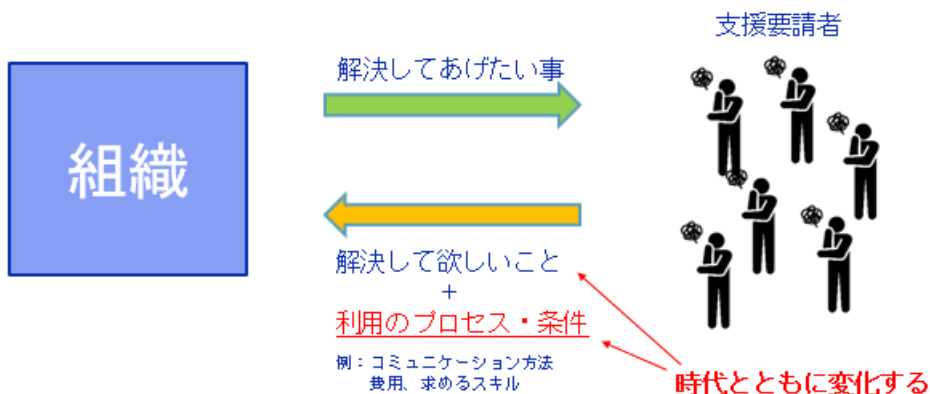 支援要請者
解決してあげたい事
組織
解決して欲しいこと
+
利用のプロセス・条件
例：コミュニケーション方法
費用、求めるスキル
時代とともに変化する